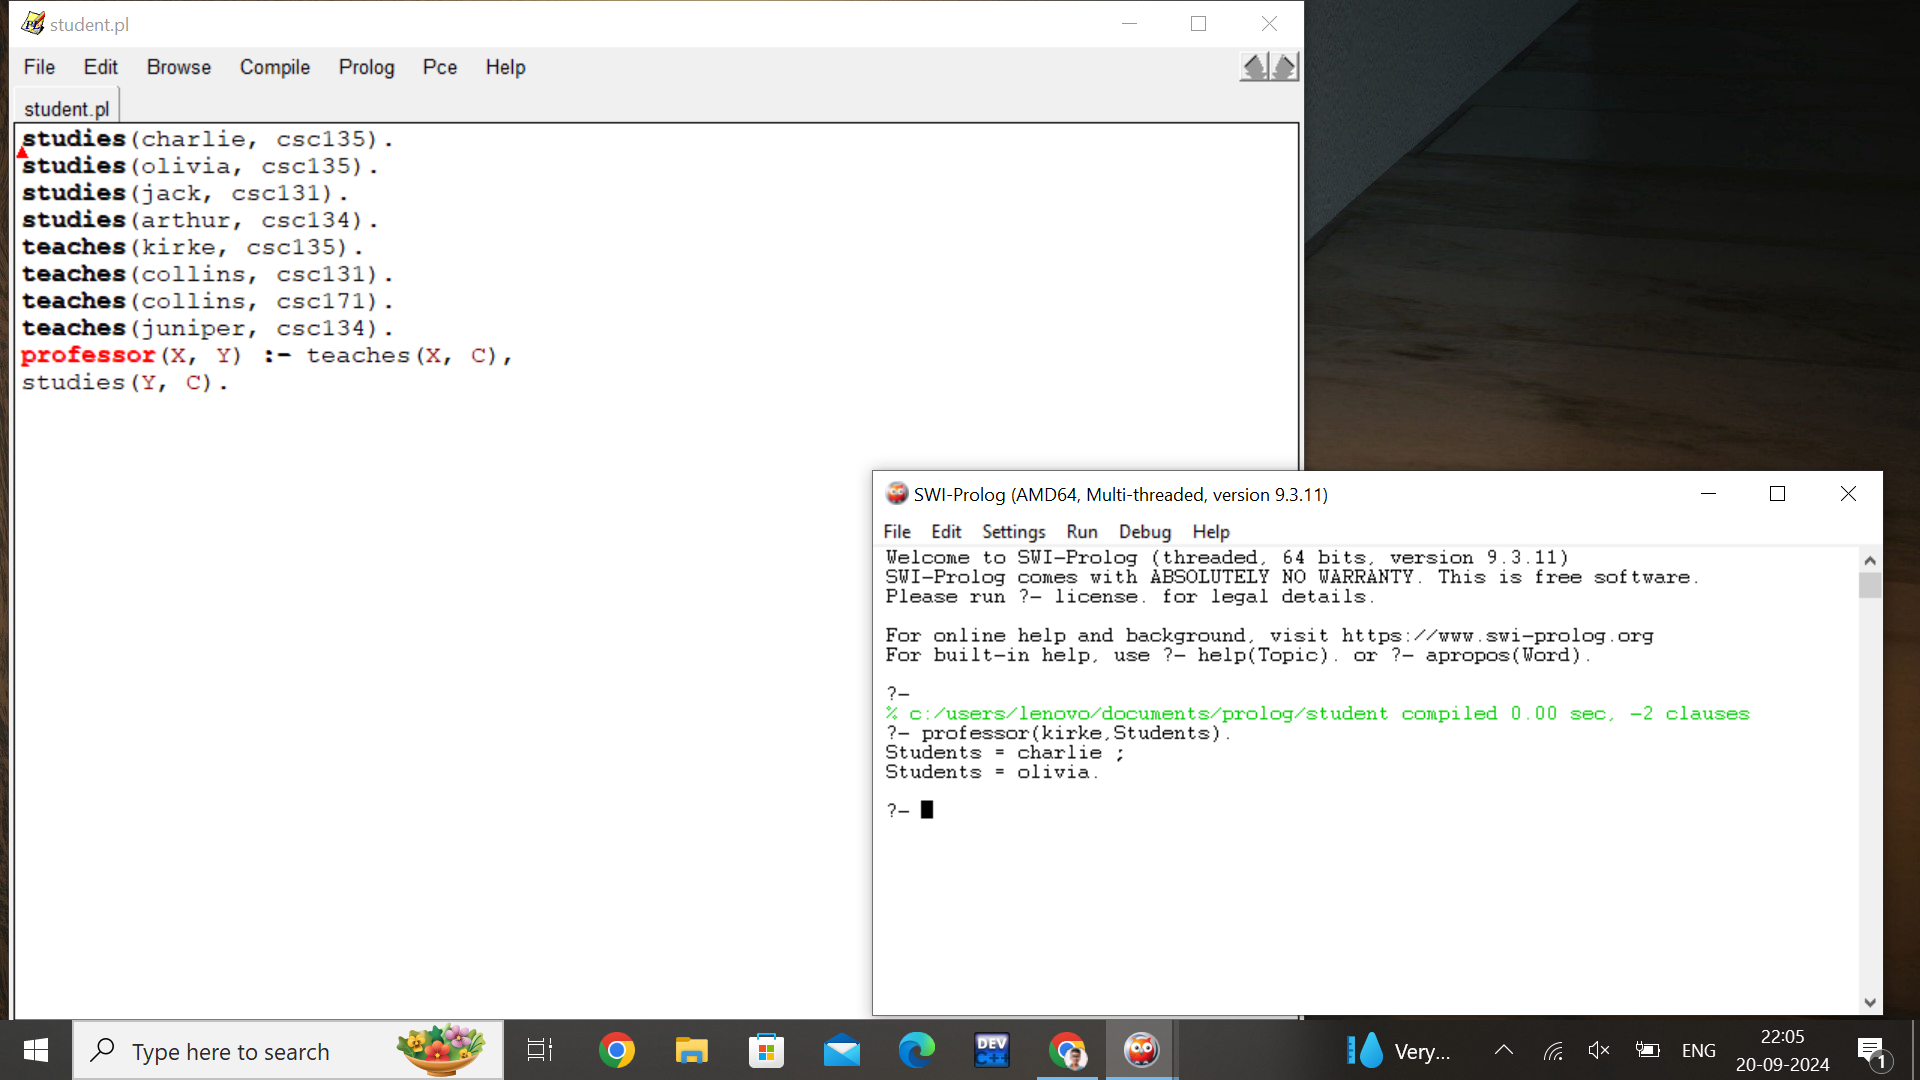 student.pl
File Edit Browse Compile Prolog Pce Help
student.pl
studies(charlie, csc135).
studies(olivia, csc135).
studies(jack, csc131).
studies(arthur, csc134).
teaches(kirke, csc135).
teaches(collins, csc131).
teaches(collins, csc171).
teaches(juniper, csc134).
professor(X, Y) :- teaches(X, C),
studies(Y, C).
SWI-Prolog (AMD64, Multi-threaded, version 9.3.11)
File Edit Settings Run Debug Help
Welcome to SWI-Prolog (threaded, 64 bits, version 9.3.11)
SWI-Prolog comes with ABSOLUTELY NO WARRANTY. This is free software.
Please run ?- license. for legal details.
For online help and background, visit https://www.swi-prolog.org
For built-in help, use ?- help(Topic). or ?- apropos(Word).
?-
% c:/users/lenovo/documents/prolog/student compiled 0.00 sec, -2 clauses
?- professor(kirke,Students).
Students = charlie ;
Students = olivia.
?-
Type here to search
DEV C++
Very...
ENG
22:05
20-09-2024
1